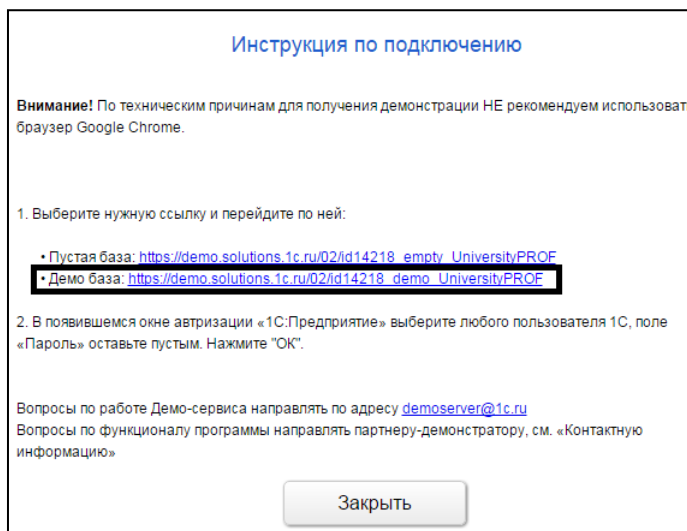 Инструкция по подключению
Внимание! По техническим причинам для получения демонстрации НЕ рекомендуем использоват
браузер Google Chrome.
1. Выберите нужную ссылку и перейдите по ней:
• Пустая база: https://demo.solutions.1c.ru/02/id14218_empty_UniversityPROF
• Демо база: https://demo.solutions.1c.ru/02/id14218_demo_UniversityPROF
2. В появившемся окне автризации «1С:Предприятие» выберите любого пользователя 1С, поле
«Пароль» оставьте пустым. Нажмите "ОК".
Вопросы по работе Демо-сервиса направлять по адресу demoserver@1c.ru
Вопросы по функционалу программы направлять партнеру-демонстратору, см. «Контактную
информацию»
Закрыть